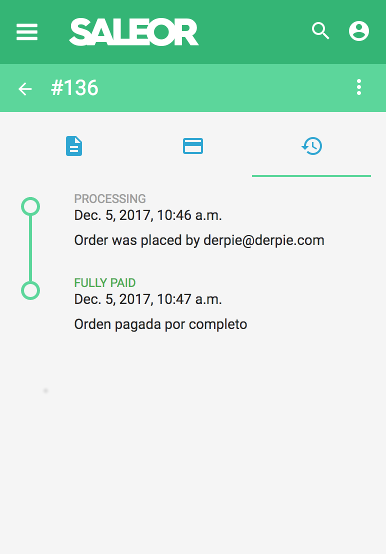 SALEOR
#136
PROCESSING
Dec. 5, 2017, 10:46 a.m.
Order was placed by derpie@derpie.com
FULLY PAID
Dec. 5, 2017, 10:47 a.m.
Orden pagada por completo